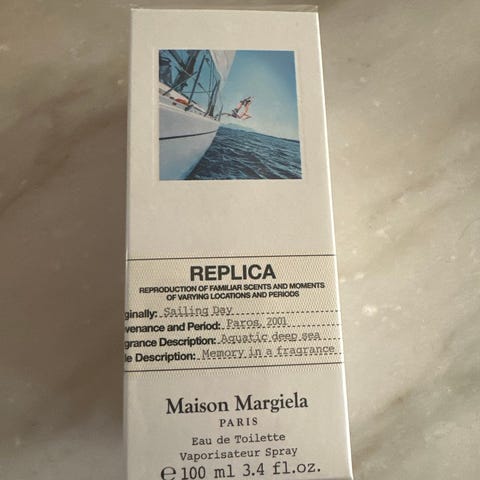 REPLICA
REPRODUCTION OF FAMILIAR SCENTS AND MOMENTS
OF VARYING LOCATIONS AND PERIODS
ginally: Sailing Day
venance and Period: Paros, 2001
grance Description: Aquatic deep sea
le Description: Memory in a fragrance
Maison Margiela
PARIS
Eau de Toilette
Vaporisateur Spray
℮ 100 ml 3.4 fl.oz.